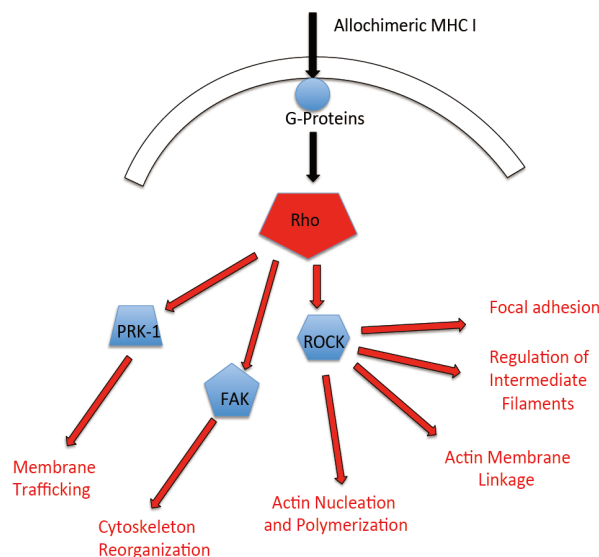 Allochimeric MHC I
G-Proteins
Rho
PRK-1
ROCK
FAK
Focal adhesion
Regulation of
Intermediate
Filaments
Actin Membrane
Linkage
Membrane
Trafficking
Actin Nucleation
and Polymerization
Cytoskeleton
Reorganization